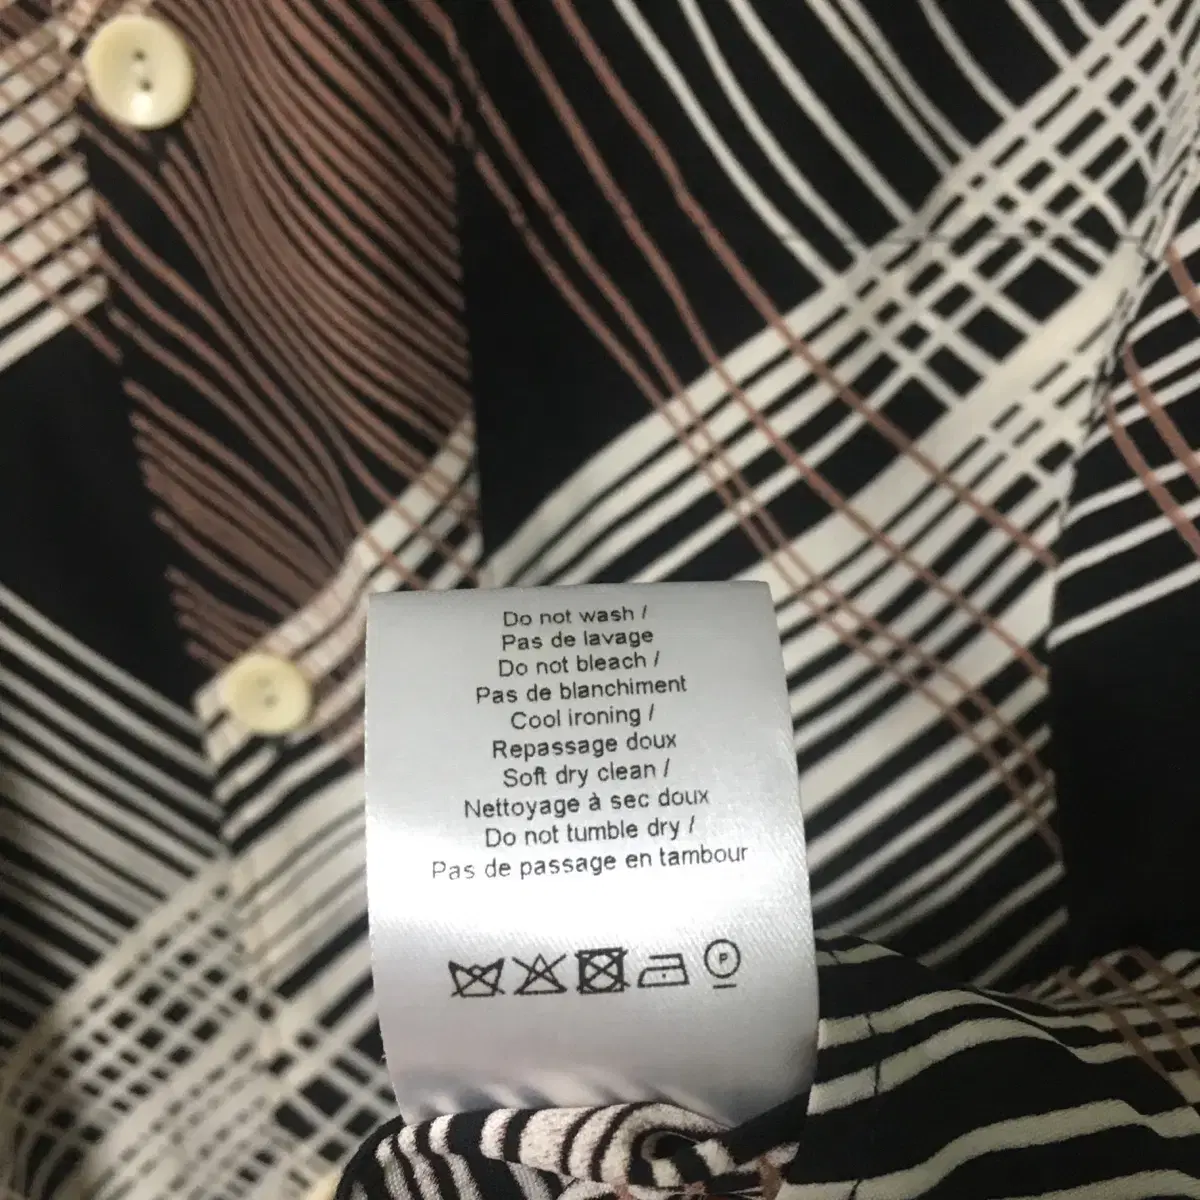 Do not wash /
Pas de lavage
Do not bleach /
Pas de blanchiment
Cool ironing /
Repassage doux
Soft dry clean /
Nettoyage à sec doux
Do not tumble dry /
Pas de passage en tambour
P